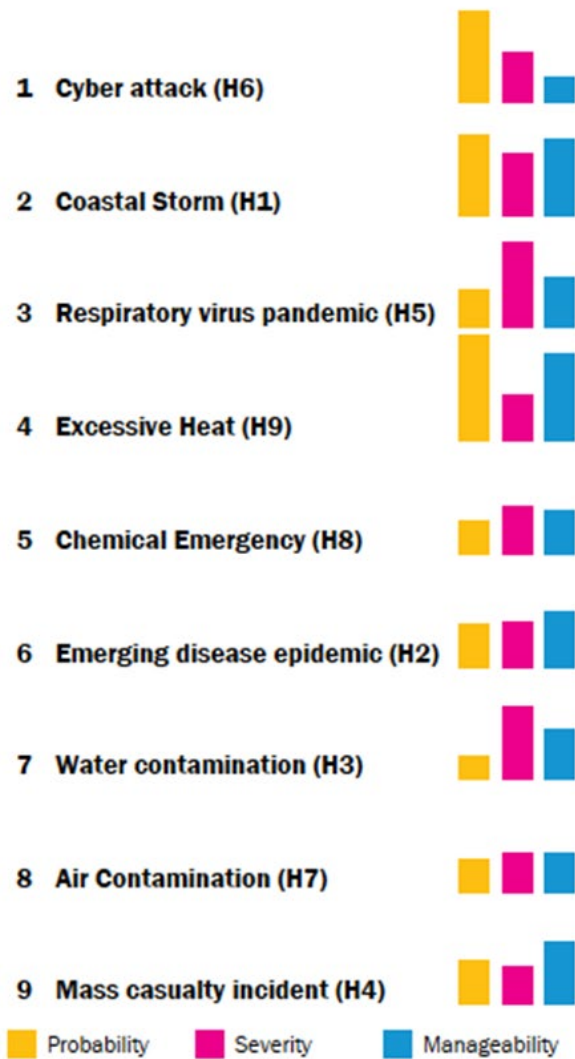 1 Cyber attack (H6)
2 Coastal Storm (H1)
3 Respiratory virus pandemic (H5)
4 Excessive Heat (H9)
5 Chemical Emergency (H8)
6 Emerging disease epidemic (H2)
7 Water contamination (H3)
8 Air Contamination (H7)
9 Mass casualty incident (H4)
Probability Severity Manageability